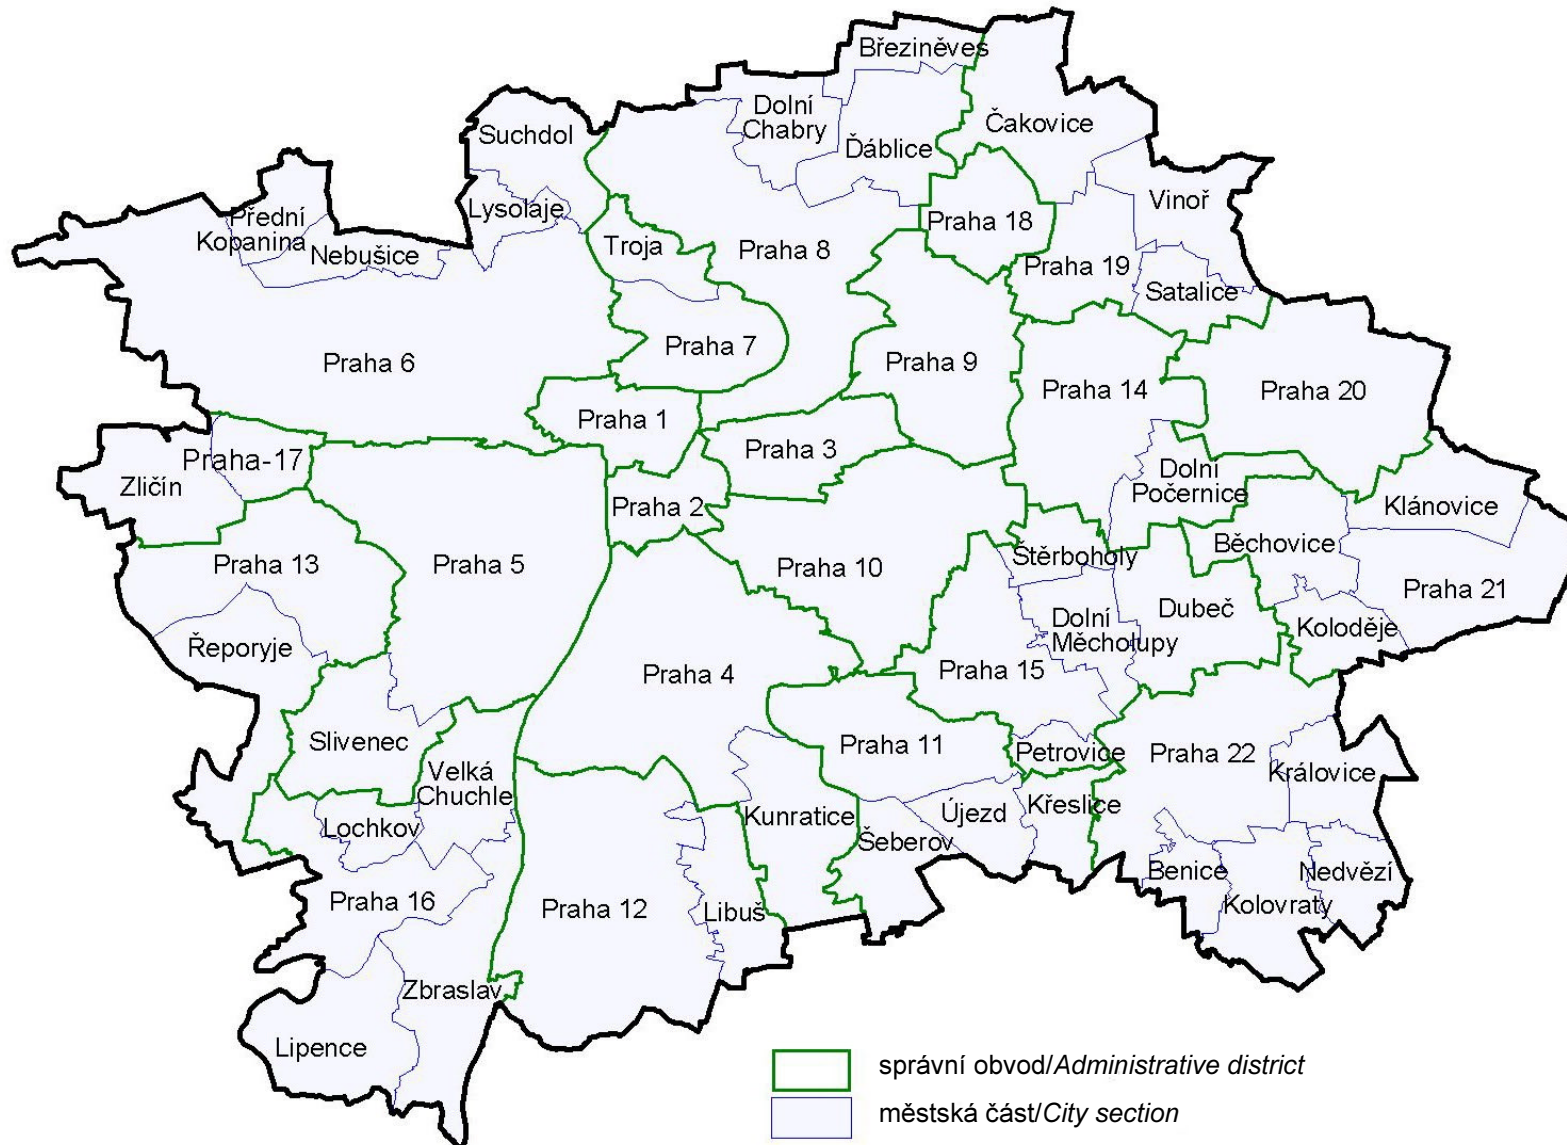 Březiněves
Dolní
Chabry
Čakovice
Suchdol
Ďáblice
Vinoř
Lysolaje
Přední
Kopanina
Praha 18
Troja
Praha 8
Nebušice
Praha 19
Satalice
Praha 7
Praha 6
Praha 9
Praha 14
Praha 20
Praha 1
Praha 3
Praha-17
Zličín
Dolní
Počernice
Praha 2
Klánovice
Běchovice
Štěrboholy
Praha 13
Praha 5
Praha 10
Praha 21
Dubeč
Dolní
Měcholupy
Koloděje
Řeporyje
Praha 4
Praha 15
Slivenec
Praha 11
Petrovice
Praha 22
Královice
Velká
Chuchle
Křeslice
Lochkov
Kunratice
Újezd
Šeberov
Benice
Nedvězí
Praha 16
Praha 12
Libuš
Kolovraty
Zbraslav
Lipence
správní obvod/Administrative district
městská část/City section